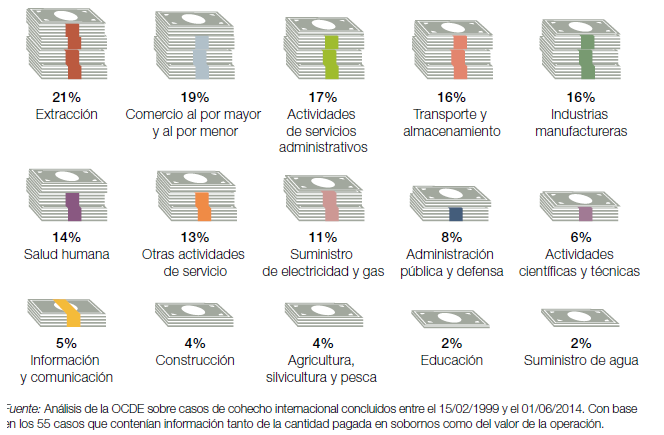 21%
Extracción
19%
Comercio al por mayor
y al por menor
17%
Actividades
de servicios
administrativos
16%
Transporte y
almacenamiento
16%
Industrias
manufactureras
14%
Salud humana
13%
Otras actividades
de servicio
11%
Suministro
de electricidad y gas
8%
Administración
pública y defensa
6%
Actividades
científicas y técnicas
5%
Información
y comunicación
4%
Construcción
4%
Agricultura,
silvicultura y pesca
2%
Educación
2%
Suministro de agua
Fuente: Análisis de la OCDE sobre casos de cohecho internacional concluidos entre el 15/02/1999 y el 01/06/2014. Con base
en los 55 casos que contenían información tanto de la cantidad pagada en sobornos como del valor de la operación.